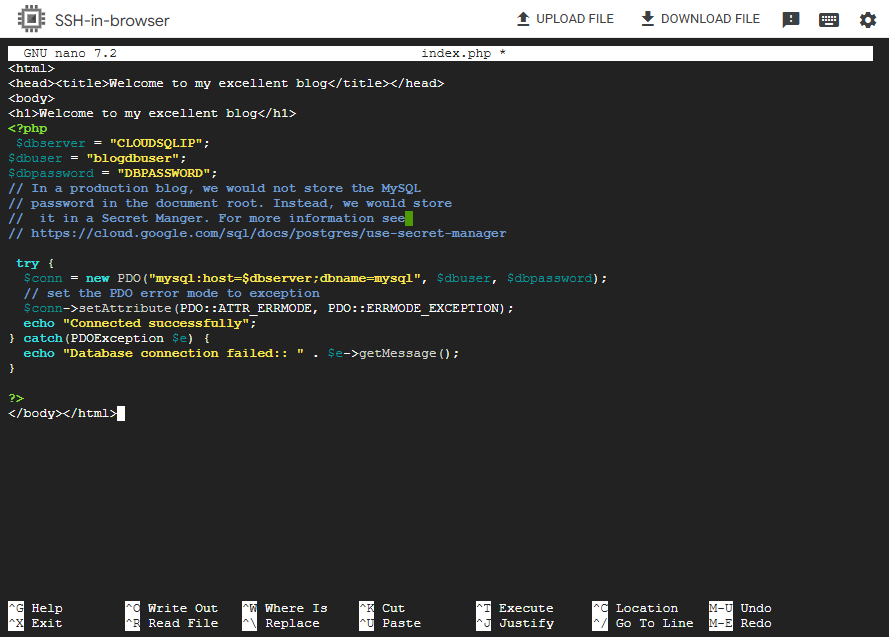 SSH-in-browser
UPLOAD FILE
DOWNLOAD FILE
GNU nano 7.2 index.php *
<html>
<head><title>Welcome to my excellent blog</title></head>
<body>
<h1>Welcome to my excellent blog</h1>
<?php
 $dbserver = "CLOUDSQLIP";
$dbuser = "blogdbuser";
$dbpassword = "DBPASSWORD";
// In a production blog, we would not store the MySQL
// password in the document root. Instead, we would store
//  it in a Secret Manger. For more information see
// https://cloud.google.com/sql/docs/postgres/use-secret-manager
 try {
  $conn = new PDO("mysql:host=$dbserver;dbname=mysql", $dbuser, $dbpassword);
  // set the PDO error mode to exception
  $conn->setAttribute(PDO::ATTR_ERRMODE, PDO::ERRMODE_EXCEPTION);
  echo "Connected successfully";
} catch(PDOException $e) {
  echo "Database connection failed:: " . $e->getMessage();
}
?>
</body></html>
^G Help ^O Write Out ^W Where Is ^K Cut ^T Execute ^C Location M-U Undo
^X Exit ^R Read File ^\ Replace ^U Paste ^J Justify ^/ Go To Line M-E Redo